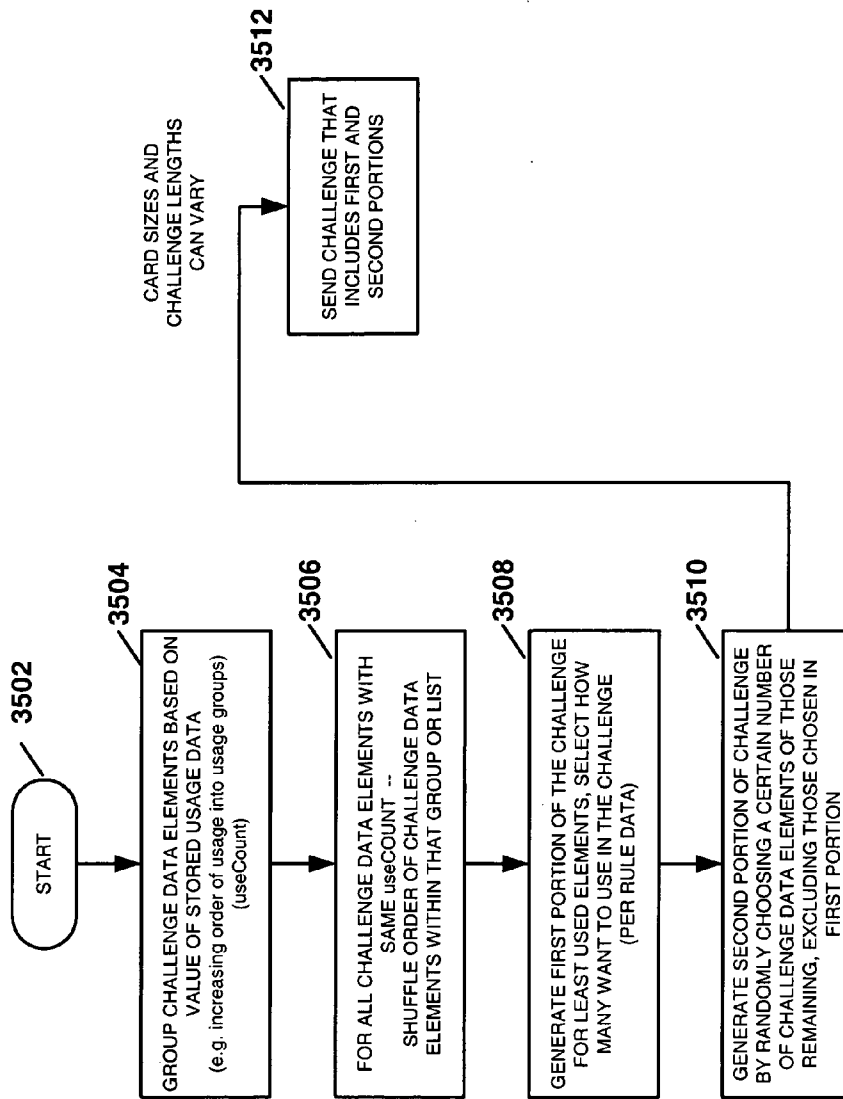 3502
START
3504
GROUP CHALLENGE DATA ELEMENTS BASED ON
VALUE OF STORED USAGE DATA
(e.g. increasing order of usage into usage groups)
(useCount)
3506
FOR ALL CHALLENGE DATA ELEMENTS WITH
SAME useCOUNT --
SHUFFLE ORDER OF CHALLENGE DATA
ELEMENTS WITHIN THAT GROUP OR LIST
3508
GENERATE FIRST PORTION OF THE CHALLENGE
FOR LEAST USED ELEMENTS, SELECT HOW
MANY WANT TO USE IN THE CHALLENGE
(PER RULE DATA)
3510
GENERATE SECOND PORTION OF CHALLENGE
BY RANDOMLY CHOOSING A CERTAIN NUMBER
OF CHALLENGE DATA ELEMENTS OF THOSE
REMAINING, EXCLUDING THOSE CHOSEN IN
FIRST PORTION
CARD SIZES AND
CHALLENGE LENGTHS
CAN VARY
3512
SEND CHALLENGE THAT
INCLUDES FIRST AND
SECOND PORTIONS